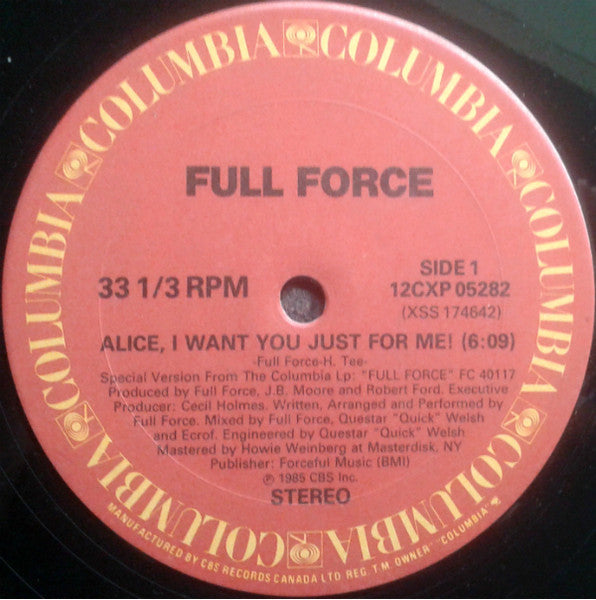 COLUMBIA COLUMBIA COLUMBIA COLUMBIA COLUMBIA COLUMBIA COLUMBIA COLUMBIA
FULL FORCE
33 1/3 RPM
SIDE 1
12CXP 05282
(XSS 174642)
ALICE, I WANT YOU JUST FOR ME! (6:09)
-Full Force-H. Tee-
Special Version From The Columbia Lp: "FULL FORCE" FC 40117
Produced by Full Force, J.B. Moore and Robert Ford. Executive
Producer: Cecil Holmes. Written, Arranged and Performed by
Full Force. Mixed by Full Force, Questar "Quick" Welsh
and Ecrof. Engineered by Questar "Quick" Welsh
Mastered by Howie Weinberg at Masterdisk, NY
Publisher: Forceful Music (BMI)
℗ 1985 CBS Inc.
STEREO
MANUFACTURED BY CBS RECORDS CANADA LTD REG. T.M. OWNER "COLUMBIA"